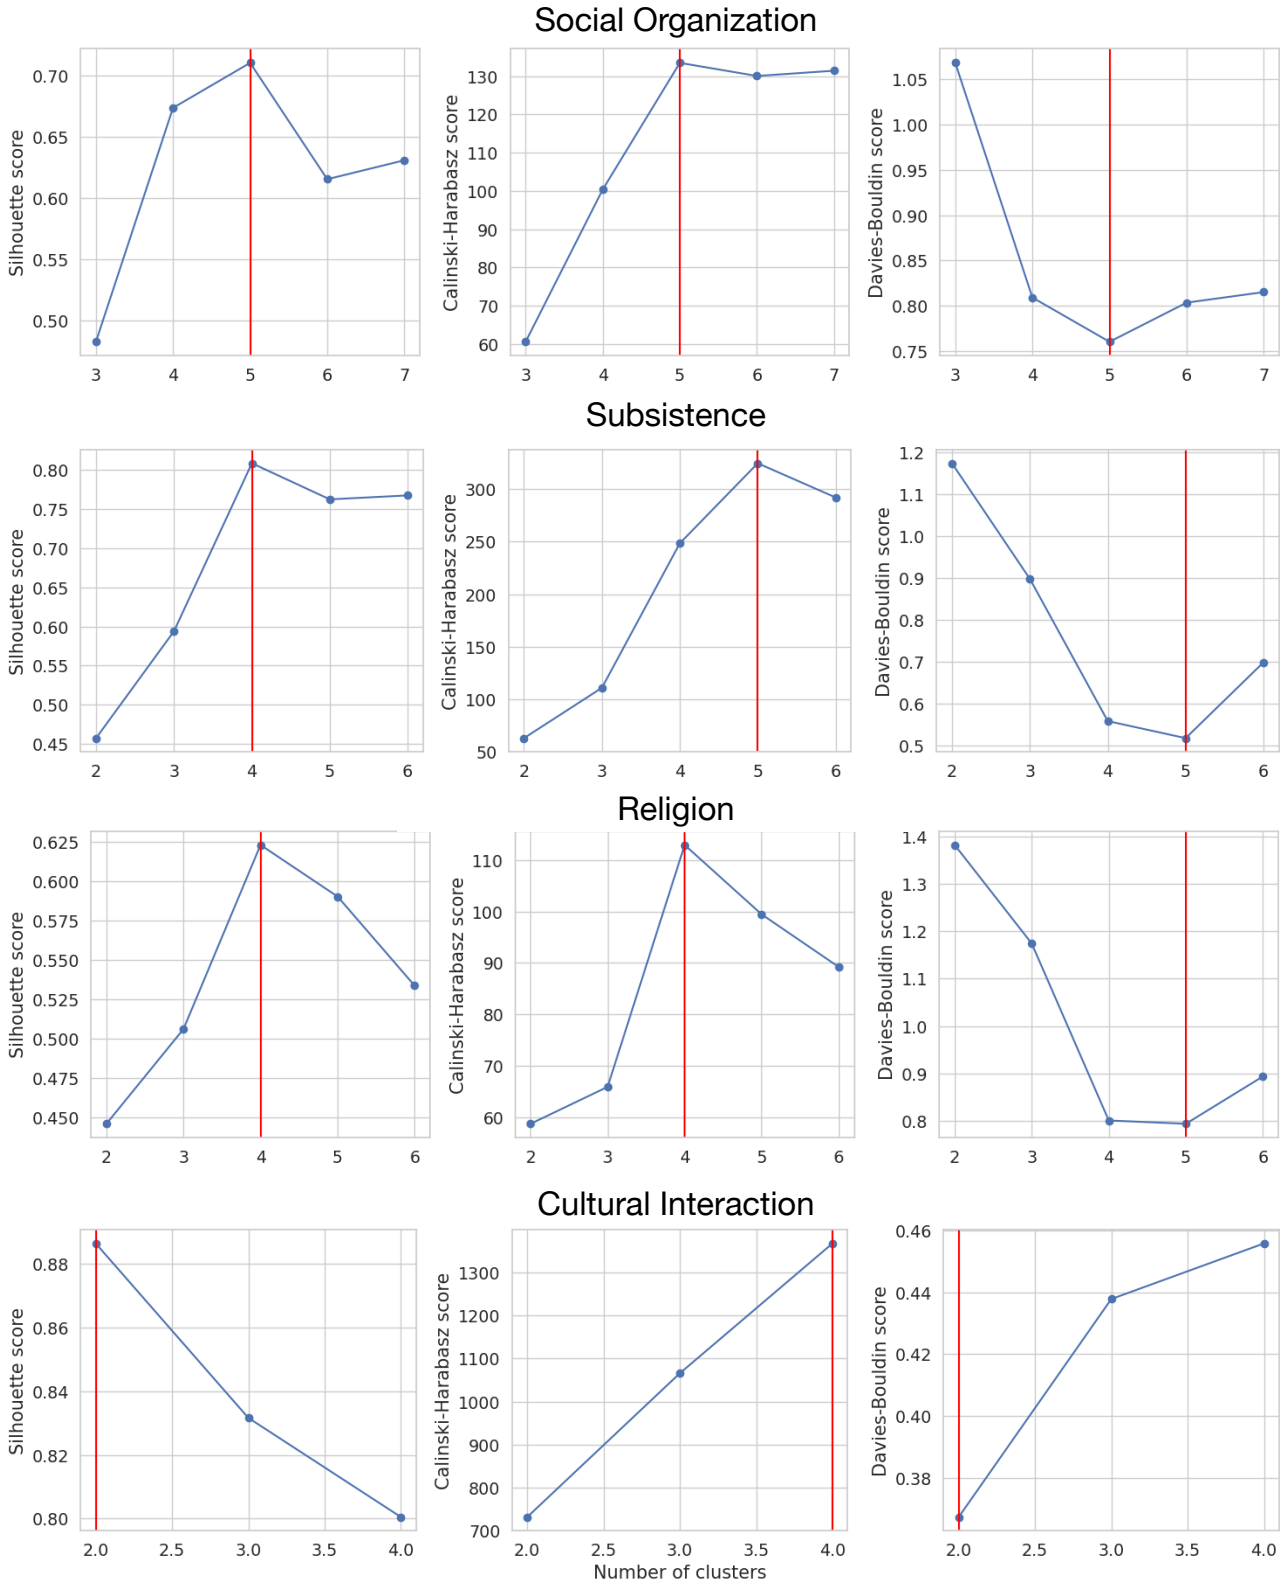 Social Organization
Silhouette score
0.70
0.65
0.60
0.55
0.50
3 4 5 6 7
Calinski-Harabasz score
130
120
110
100
90
80
70
60
3 4 5 6 7
Davies-Bouldin score
1.05
1.00
0.95
0.90
0.85
0.80
0.75
3 4 5 6 7
Subsistence
Silhouette score
0.80
0.75
0.70
0.65
0.60
0.55
0.50
0.45
2 3 4 5 6
Calinski-Harabasz score
300
250
200
150
100
50
2 3 4 5 6
Davies-Bouldin score
1.2
1.1
1.0
0.9
0.8
0.7
0.6
0.5
2 3 4 5 6
Religion
Silhouette score
0.625
0.600
0.575
0.550
0.525
0.500
0.475
0.450
2 3 4 5 6
Calinski-Harabasz score
110
100
90
80
70
60
2 3 4 5 6
Davies-Bouldin score
1.4
1.3
1.2
1.1
1.0
0.9
0.8
2 3 4 5 6
Cultural Interaction
Silhouette score
0.88
0.86
0.84
0.82
0.80
2.0 2.5 3.0 3.5 4.0
Calinski-Harabasz score
1300
1200
1100
1000
900
800
700
2.0 2.5 3.0 3.5 4.0
Number of clusters
Davies-Bouldin score
0.46
0.44
0.42
0.40
0.38
2.0 2.5 3.0 3.5 4.0